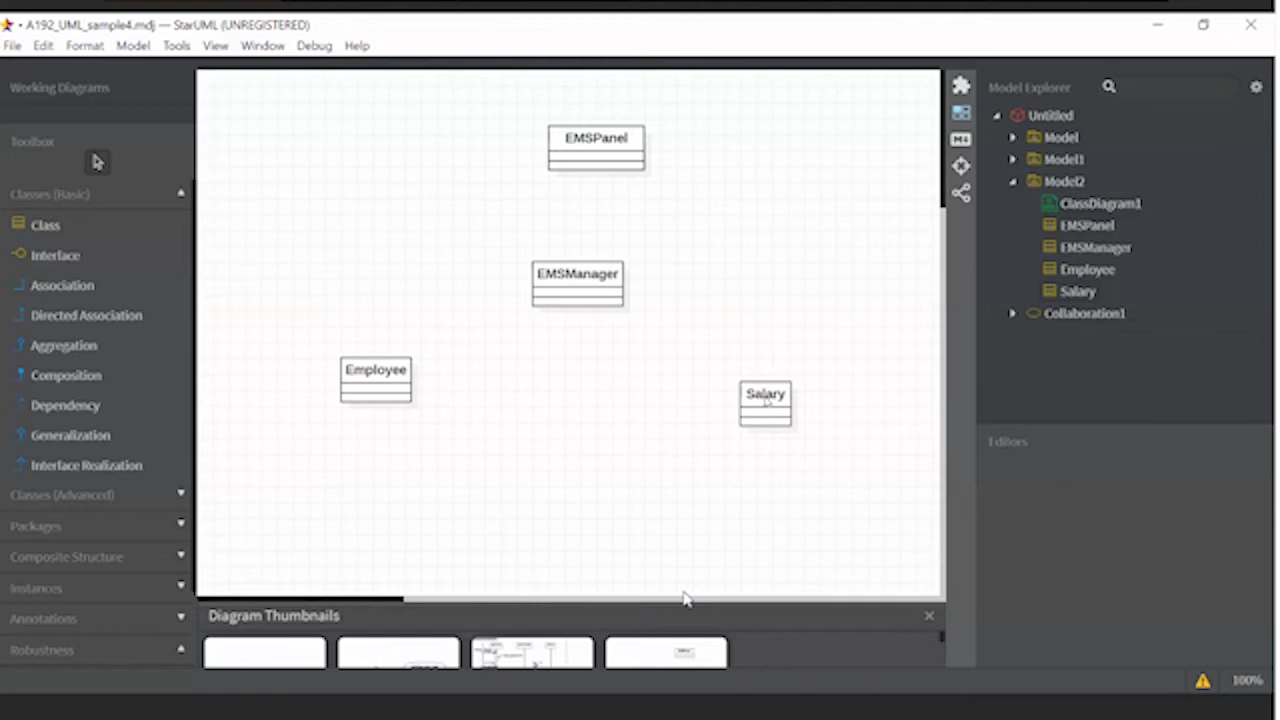 • A192_UML_sample4.mdj — StarUML (UNREGISTERED)
File Edit Format Model Tools View Window Debug Help
Working Diagrams
Toolbox
Classes (Basic)
Class
Interface
Association
Directed Association
Aggregation
Composition
Dependency
Generalization
Interface Realization
Classes (Advanced)
Packages
Composite Structure
Instances
Annotations
Robustness
EMSPanel
EMSManager
Employee
Salary
Diagram Thumbnails
Model Explorer
Untitled
Model
Model1
Model2
ClassDiagram1
EMSPanel
EMSManager
Employee
Salary
Collaboration1
Editors
100%